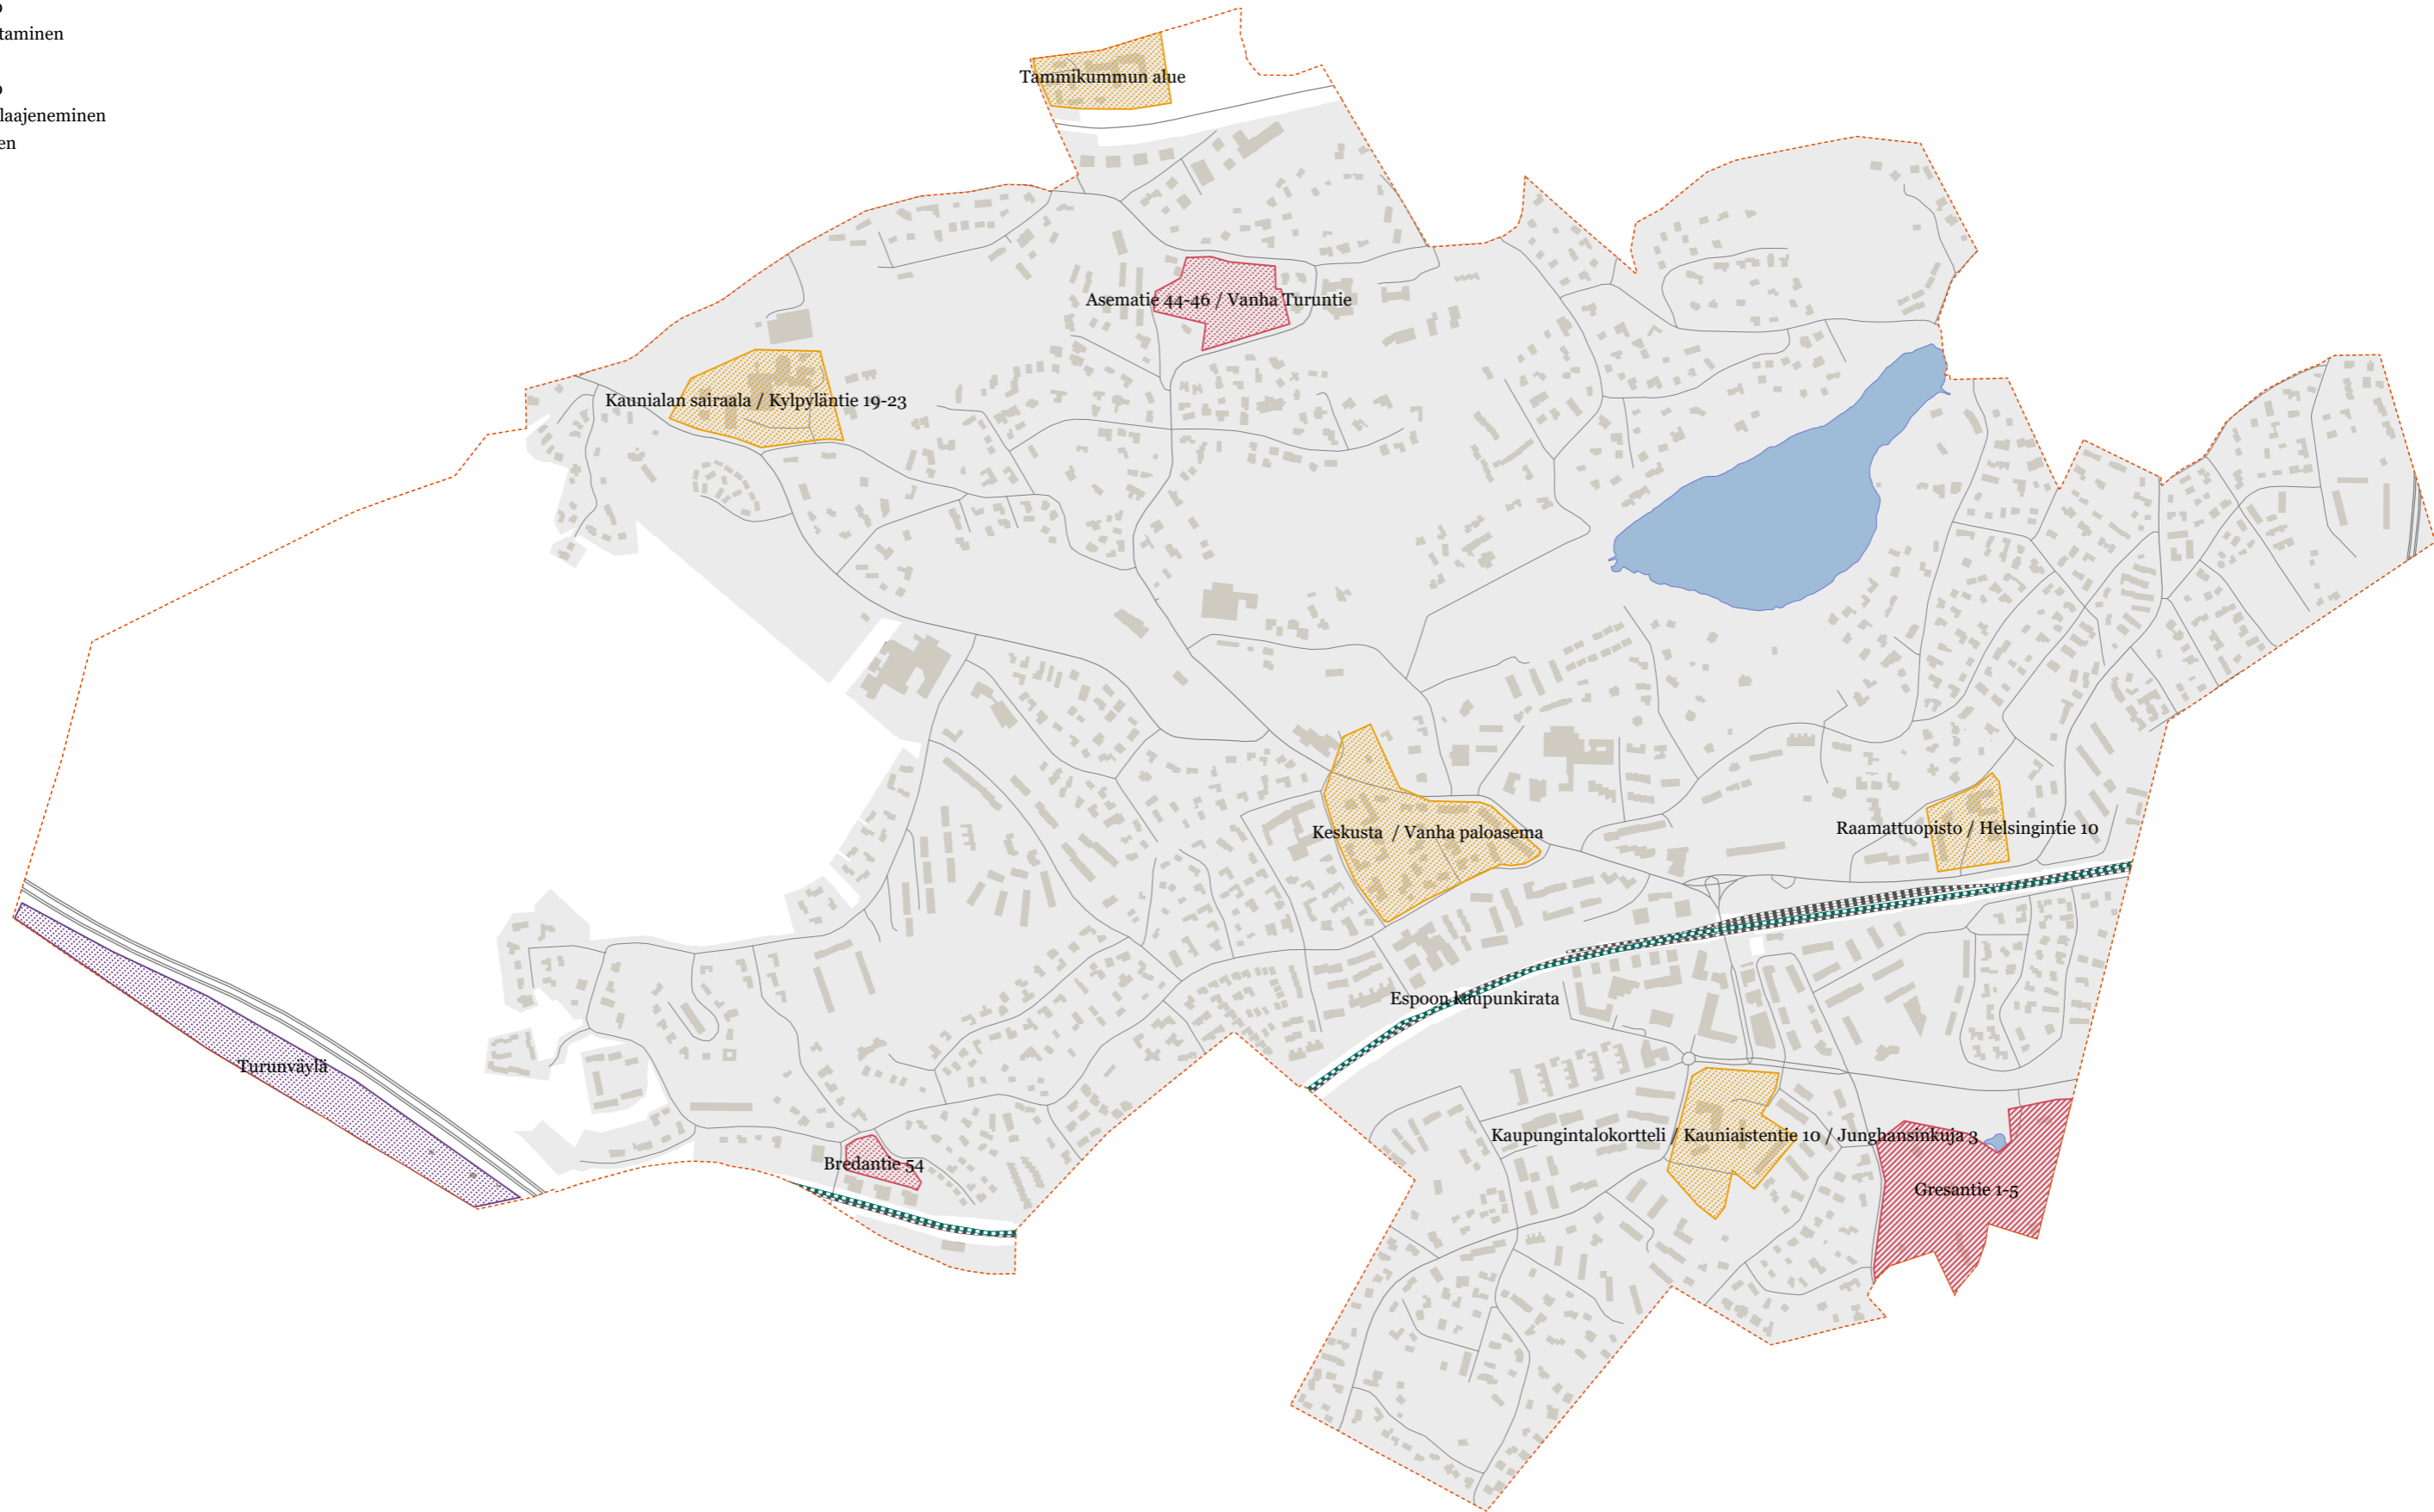 taminen
laajeneminen
en
Tammikummun alue
Asematie 44-46 / Vanha Turuntie
Kaunialan sairaala / Kylpyläntie 19-23
Keskusta / Vanha paloasema
Raamattuopisto / Helsingintie 10
Espoon kaupunkirata
Turunväylä
Kaupungintalokortteli / Kauniaistentie 10 / Junghansinkuja 3
Bredantie 54
Gresantie 1-5